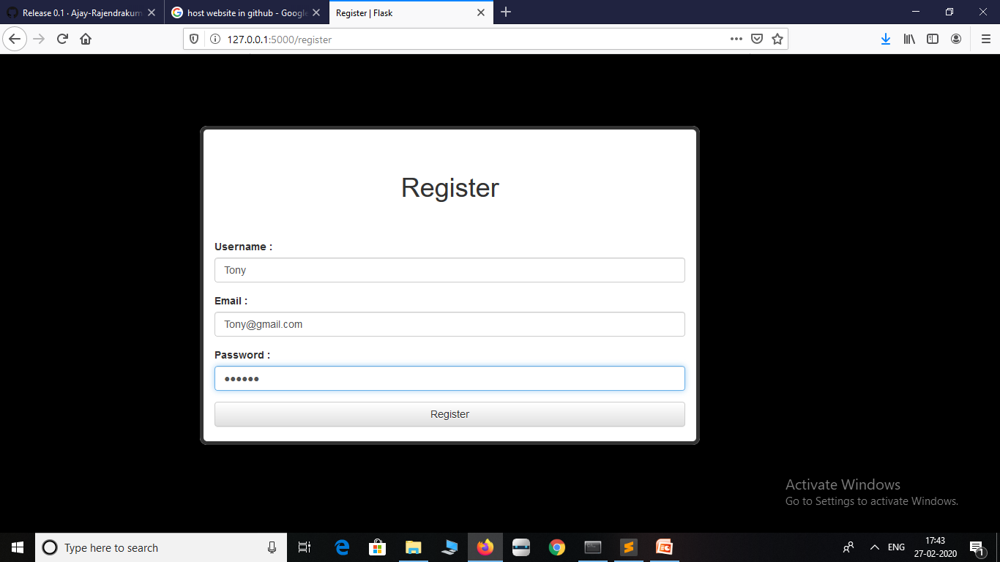 Release 0.1 · Ajay-Rajendrakum
host website in github - Google
Register | Flask
127.0.0.1:5000/register
Register
Username :
Tony
Email :
Tony@gmail.com
Password :
••••••
Register
Activate Windows
Go to Settings to activate Windows.
Type here to search
ENG
17:43
27-02-2020
1